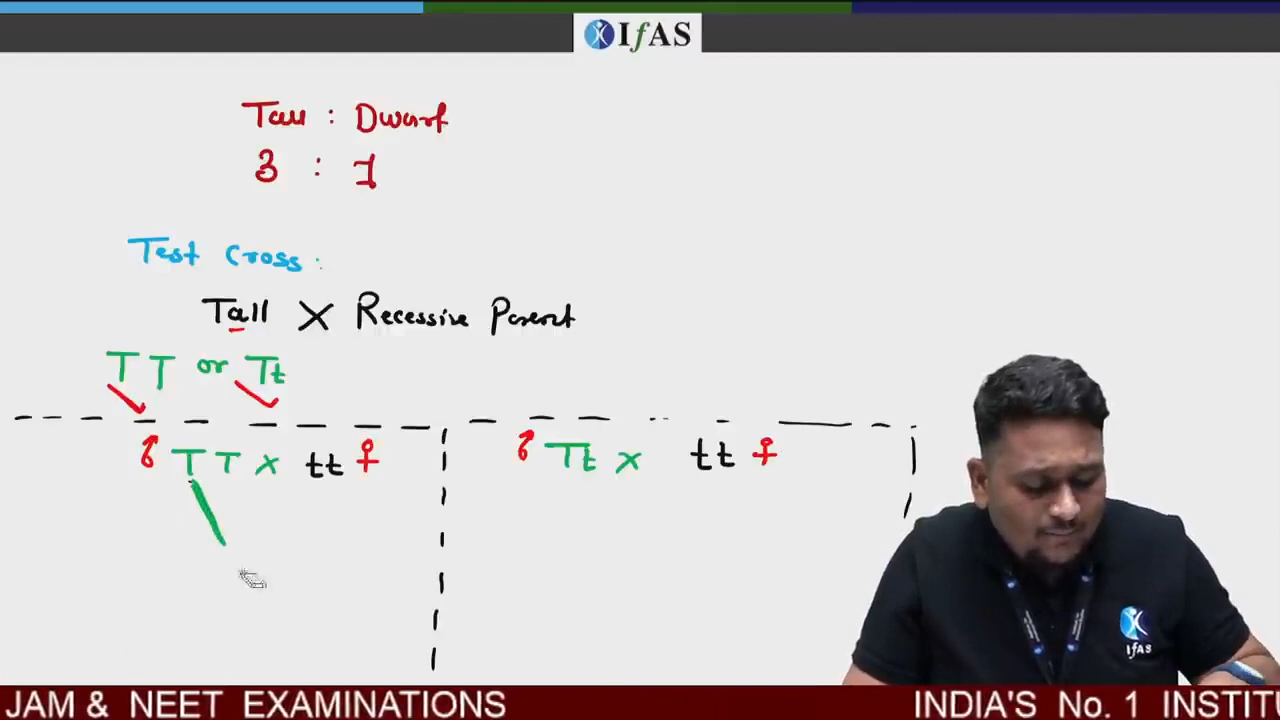 IfAS
Tall : Dwarf
3 : 1
Test Cross :
Tall X Recessive Parent
TT or Tt
♂ TT x tt ♀
♂ Tt x tt ♀
IfAS
JAM & NEET EXAMINATIONS INDIA'S No. 1 INSTITU